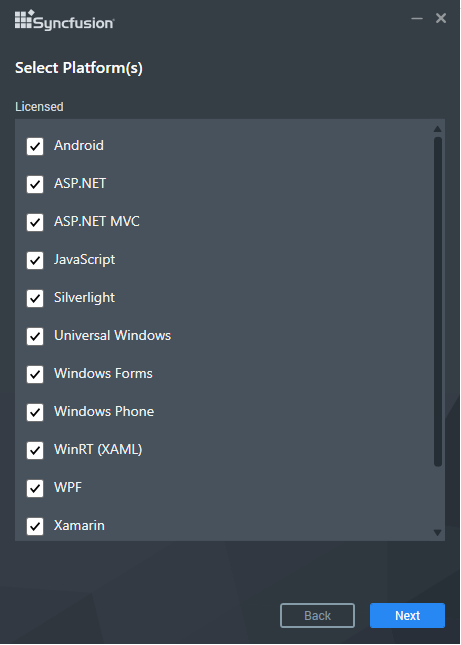 Syncfusion
Select Platform(s)
Licensed
Android
ASP.NET
ASP.NET MVC
JavaScript
Silverlight
Universal Windows
Windows Forms
Windows Phone
WinRT (XAML)
WPF
Xamarin
Back Next